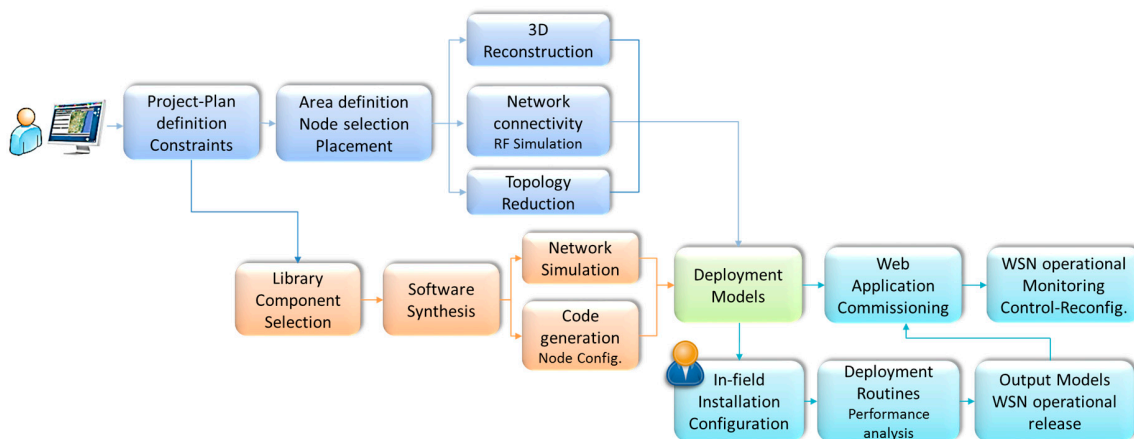 3D
Reconstruction
Project-Plan
definition
Constraints
Area definition
Node selection
Placement
Network
connectivity
RF Simulation
Topology
Reduction
Library
Component
Selection
Software
Synthesis
Network
Simulation
Code
generation
Node Config.
Deployment
Models
Web
Application
Commissioning
WSN operational
Monitoring
Control-Reconfig.
In-field
Installation
Configuration
Deployment
Routines
Performance
analysis
Output Models
WSN operational
release